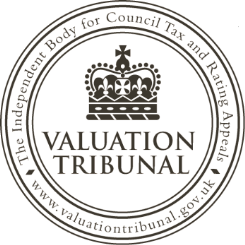 The Independent Body for Council Tax and Rating Appeals
VALUATION
TRIBUNAL
www.valuationtribunal.gov.uk